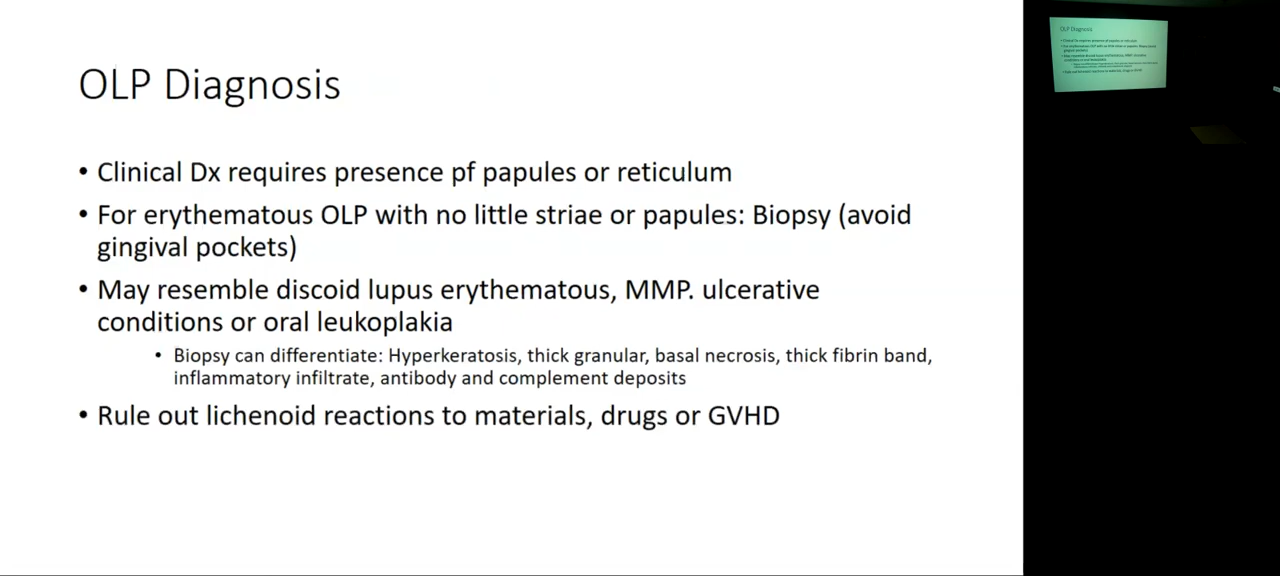 OLP Diagnosis
• Clinical Dx requires presence pf papules or reticulum
• For erythematous OLP with no little striae or papules: Biopsy (avoid
gingival pockets)
• May resemble discoid lupus erythematous, MMP. ulcerative
conditions or oral leukoplakia
• Biopsy can differentiate: Hyperkeratosis, thick granular, basal necrosis, thick fibrin band,
inflammatory infiltrate, antibody and complement deposits
• Rule out lichenoid reactions to materials, drugs or GVHD
OLP Diagnosis